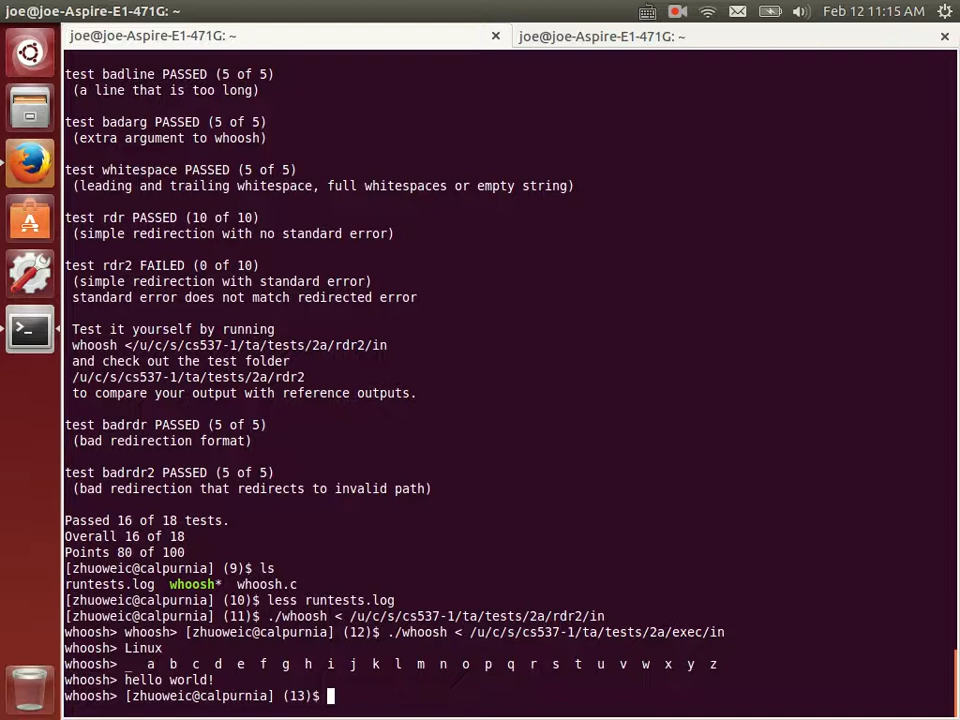 joe@joe-Aspire-E1-471G: ~
Feb 12 11:15 AM
joe@joe-Aspire-E1-471G: ~
joe@joe-Aspire-E1-471G: ~
test badline PASSED (5 of 5)
(a line that is too long)
test badarg PASSED (5 of 5)
(extra argument to whoosh)
test whitespace PASSED (5 of 5)
(leading and trailing whitespace, full whitespaces or empty string)
test rdr PASSED (10 of 10)
(simple redirection with no standard error)
test rdr2 FAILED (0 of 10)
(simple redirection with standard error)
standard error does not match redirected error
Test it yourself by running
whoosh </u/c/s/cs537-1/ta/tests/2a/rdr2/in
and check out the test folder
/u/c/s/cs537-1/ta/tests/2a/rdr2
to compare your output with reference outputs.
test badrdr PASSED (5 of 5)
(bad redirection format)
test badrdr2 PASSED (5 of 5)
(bad redirection that redirects to invalid path)
Passed 16 of 18 tests.
Overall 16 of 18
Points 80 of 100
[zhuoweic@calpurnia] (9)$ ls
runtests.log whoosh* whoosh.c
[zhuoweic@calpurnia] (10)$ less runtests.log
[zhuoweic@calpurnia] (11)$ ./whoosh < /u/c/s/cs537-1/ta/tests/2a/rdr2/in
whoosh> whoosh> [zhuoweic@calpurnia] (12)$ ./whoosh < /u/c/s/cs537-1/ta/tests/2a/exec/in
whoosh> Linux
whoosh> _ a b c d e f g h i j k l m n o p q r s t u v w x y z
whoosh> hello world!
whoosh> [zhuoweic@calpurnia] (13)$